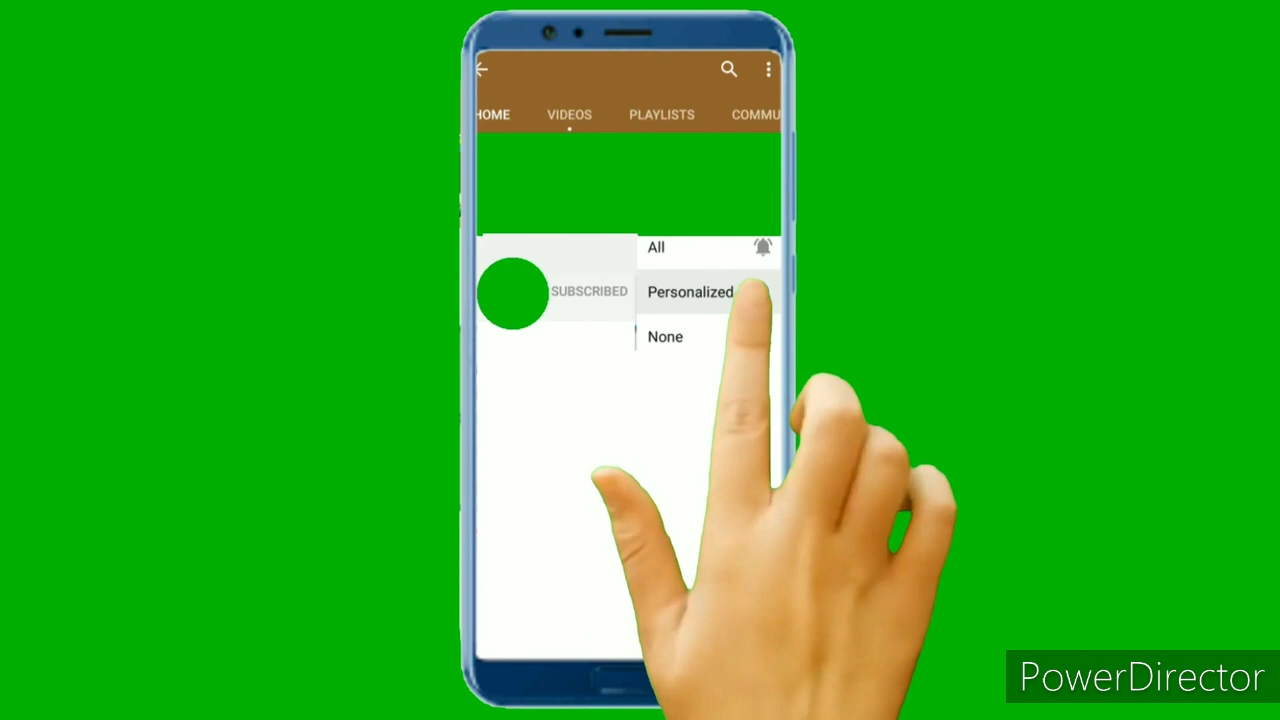 HOME VIDEOS PLAYLISTS COMMU
All
SUBSCRIBED Personalized
None
PowerDirector